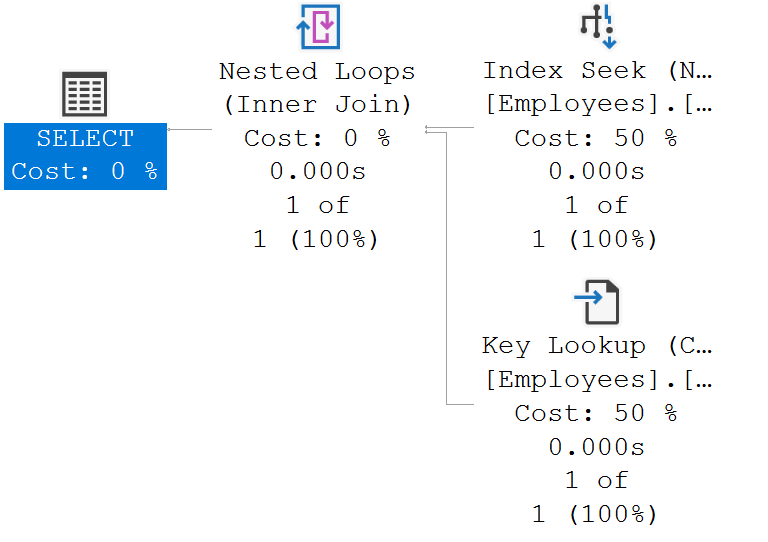 SELECT
Cost: 0 %
Nested Loops
(Inner Join)
Cost: 0 %
0.000s
1 of
1 (100%)
Index Seek (N…
[Employees].[…
Cost: 50 %
0.000s
1 of
1 (100%)
Key Lookup (C…
[Employees].[…
Cost: 50 %
0.000s
1 of
1 (100%)